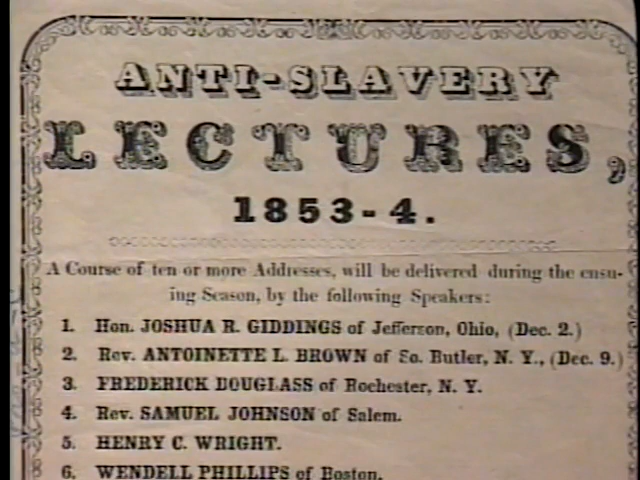 ANTI-SLAVERY
LECTURES,
1853-4.
A Course of ten or more Addresses, will be delivered during the ensu-
ing Season, by the following Speakers:
1. Hon. JOSHUA R. GIDDINGS of Jefferson, Ohio, (Dec. 2.)
2. Rev. ANTOINETTE L. BROWN of So. Butler, N. Y., (Dec. 9.)
3. FREDERICK DOUGLASS of Rochester, N. Y.
4. Rev. SAMUEL JOHNSON of Salem.
5. HENRY C. WRIGHT.
6. WENDELL PHILLIPS of Boston.